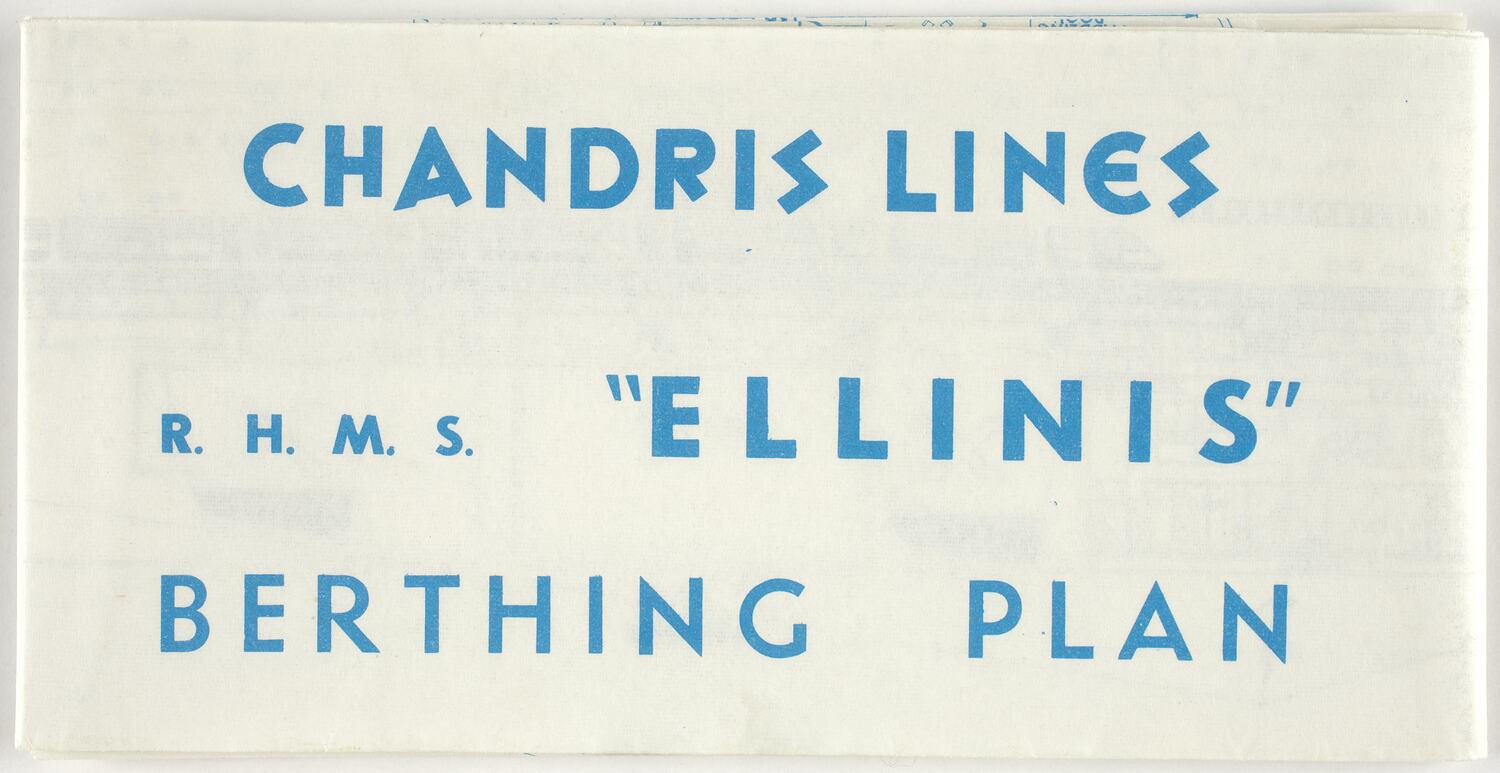 CHANDRIS LINES
R. H. M. S. "ELLINIS"
BERTHING PLAN